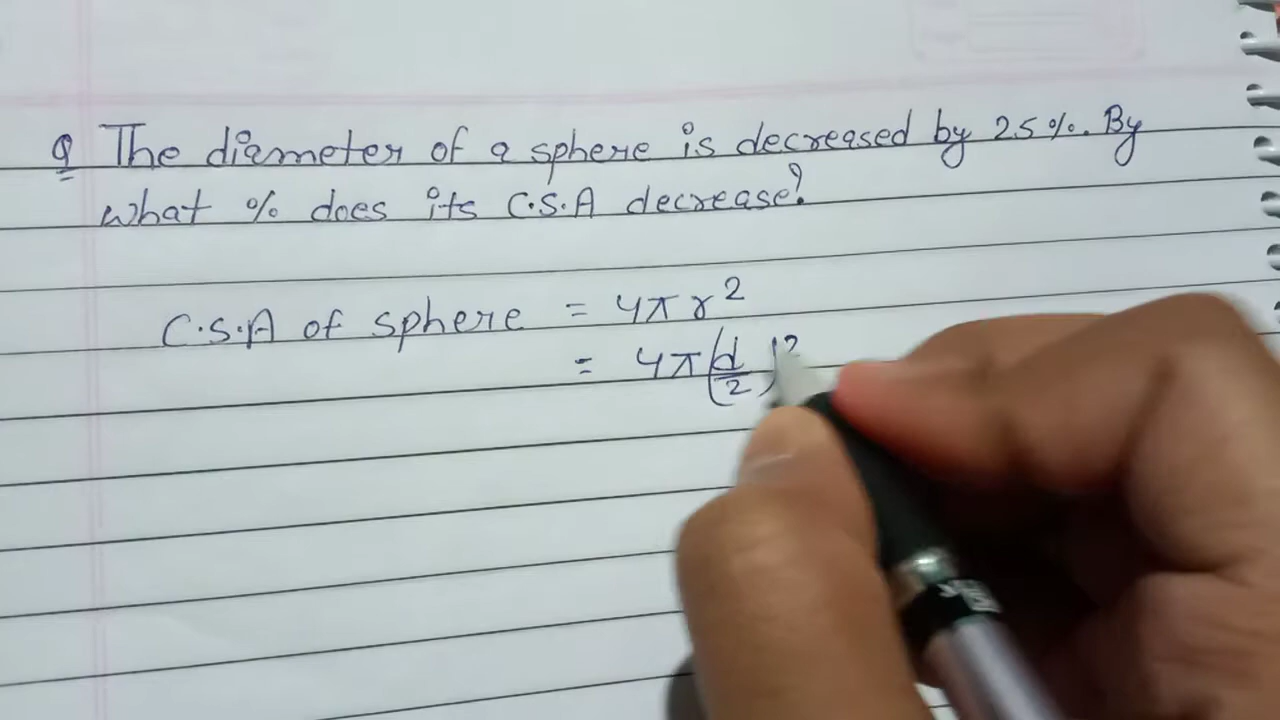 Q The diameter of a sphere is decreased by 25%. By
what % does its C.S.A decrease?
C.S.A of sphere = 4πr²
= 4π(d/2)²